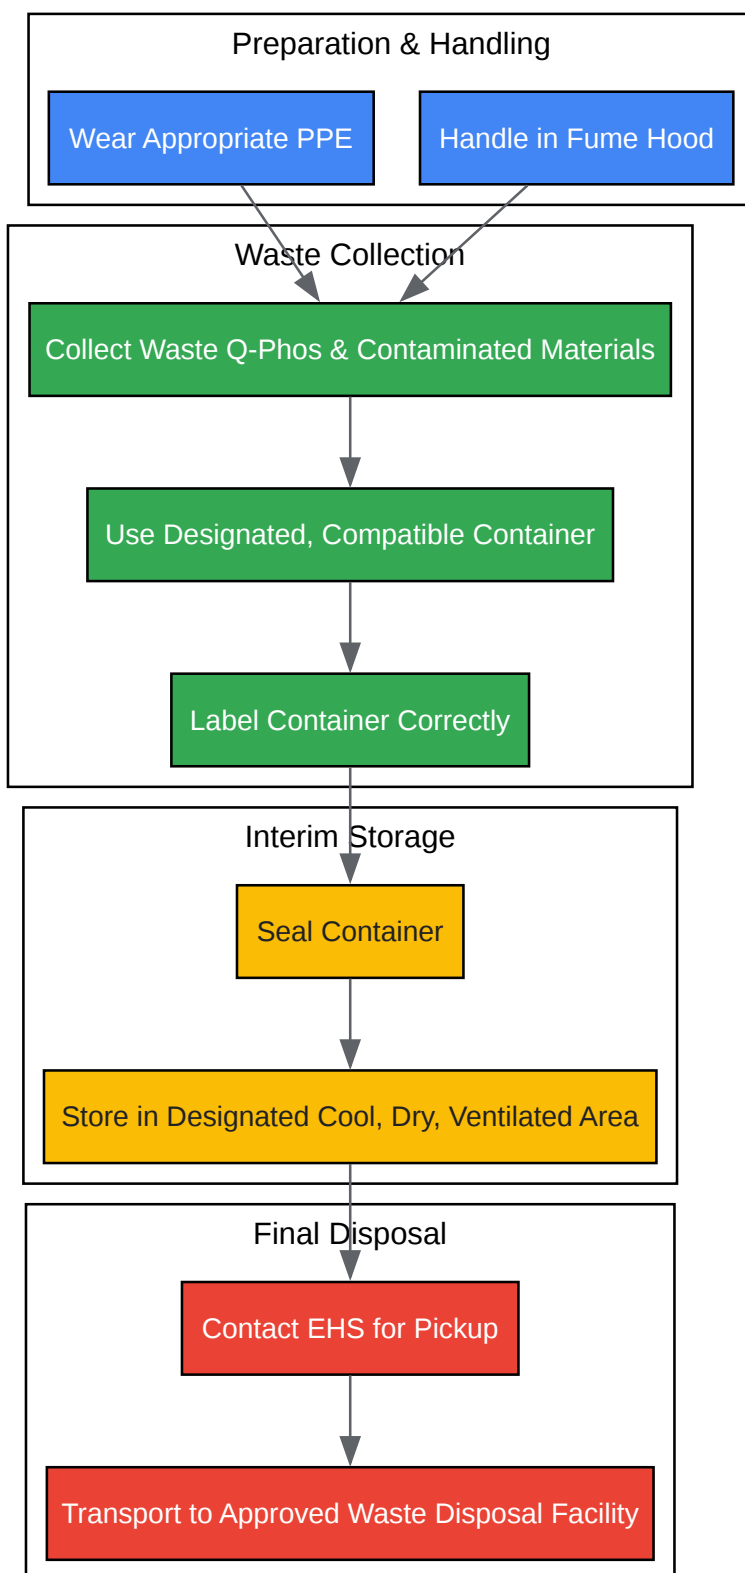 Preparation & Handling
Wear Appropriate PPE
Handle in Fume Hood
Waste Collection
Collect Waste Q-Phos & Contaminated Materials
Use Designated, Compatible Container
Label Container Correctly
Interim Storage
Seal Container
Store in Designated Cool, Dry, Ventilated Area
Final Disposal
Contact EHS for Pickup
Transport to Approved Waste Disposal Facility